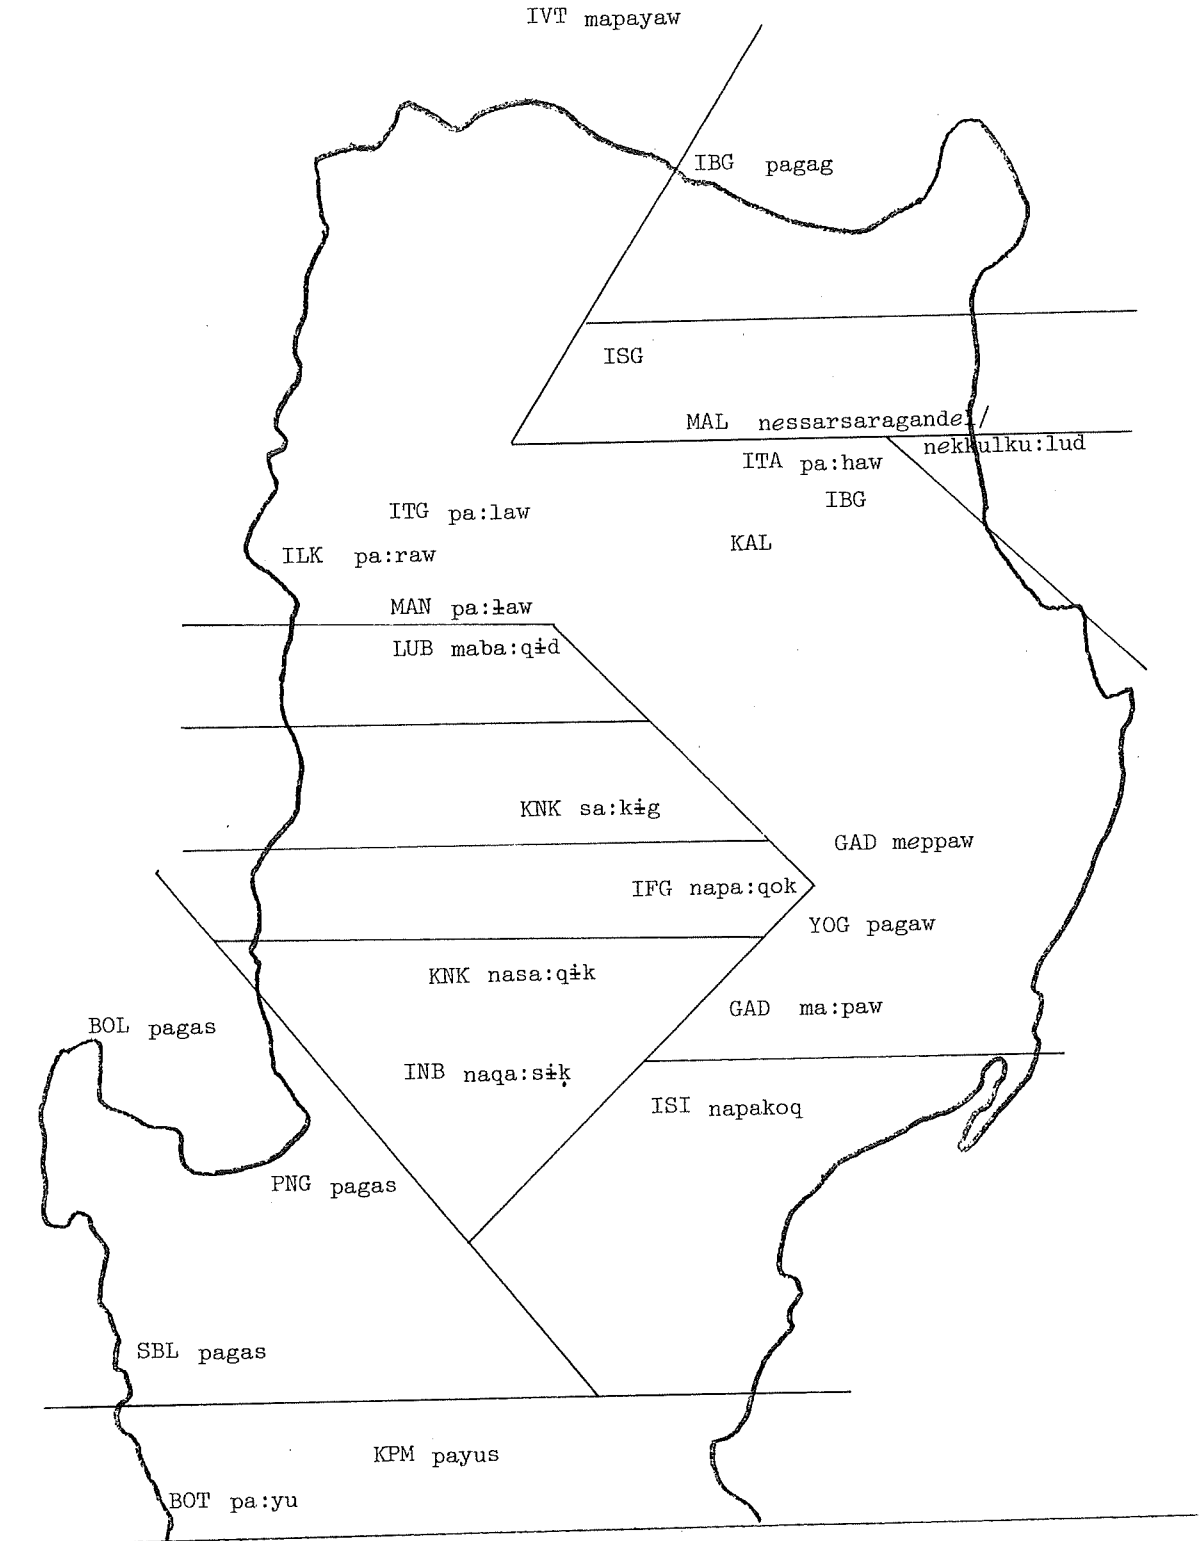 IVT mapayaw
IBG pagag
ISG
MAL nessarsaragandel/
nekkulku:lud
ITA pa:haw
IBG
ITG pa:law
KAL
ILK pa:raw
MAN pa:ƚaw
LUB maba:qɨd
KNK sa:kɨg
GAD meppaw
IFG napa:qok
YOG pagaw
KNK nasa:qɨk
GAD ma:paw
BOL pagas
INB naqa:sɨḳ
ISI napakoq
PNG pagas
SBL pagas
KPM payus
BOT pa:yu